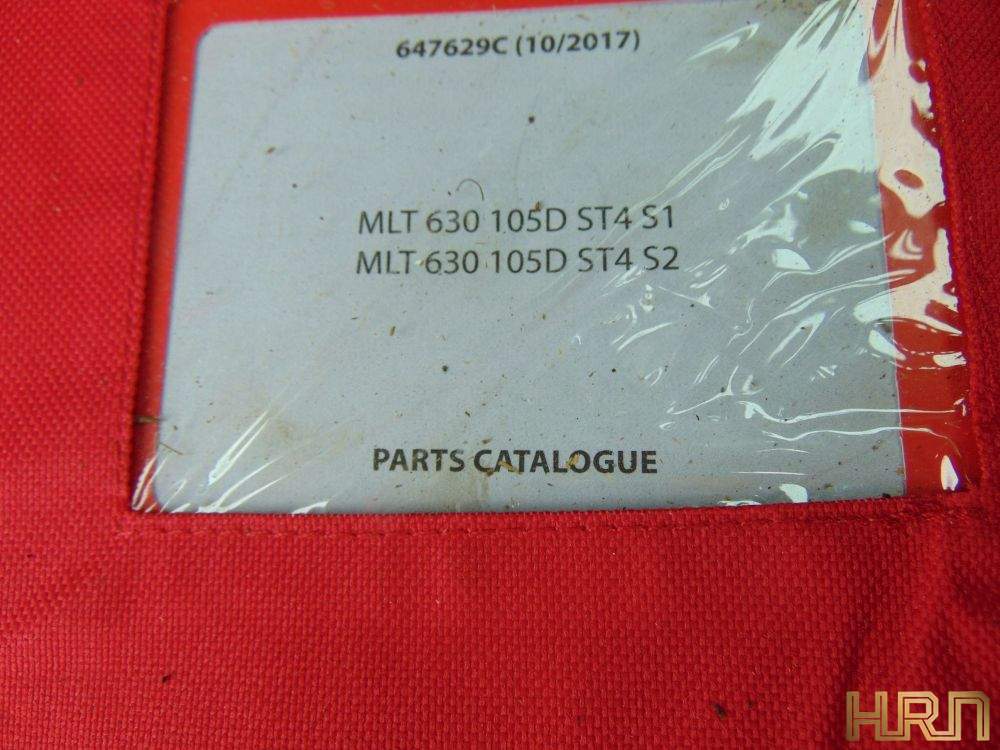 647629C (10/2017)
MLT 630 105D ST4 S1
MLT 630 105D ST4 S2
PARTS CATALOGUE
HRN